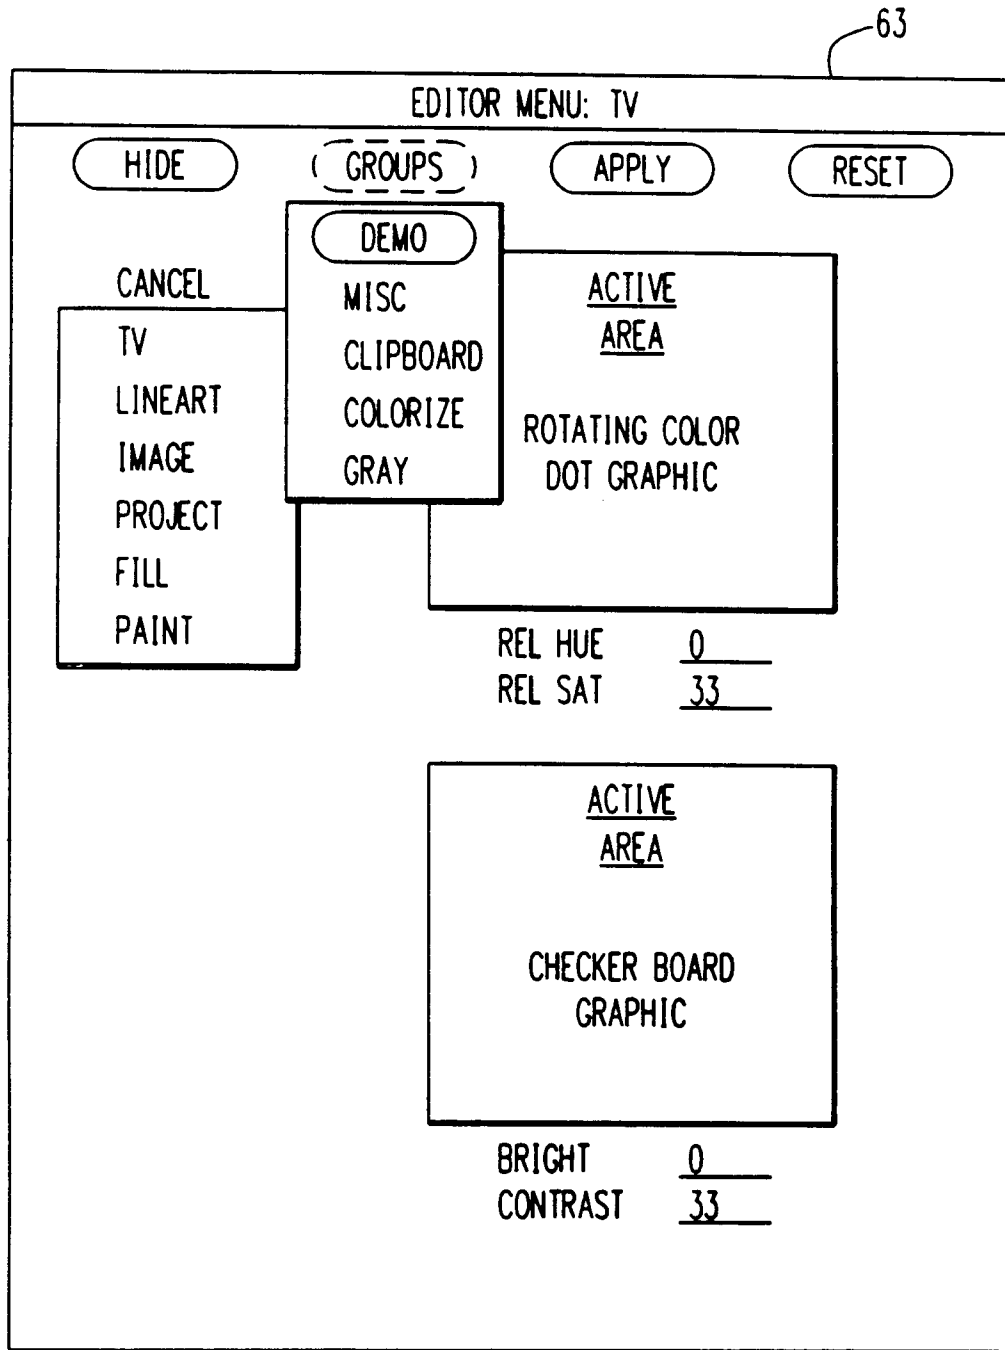 63
EDITOR MENU: TV
HIDE GROUPS APPLY RESET
DEMO
MISC
CLIPBOARD
COLORIZE
GRAY
CANCEL
TV
LINEART
IMAGE
PROJECT
FILL
PAINT
ACTIVE
AREA
ROTATING COLOR
DOT GRAPHIC
REL HUE 0
REL SAT 33
ACTIVE
AREA
CHECKER BOARD
GRAPHIC
BRIGHT 0
CONTRAST 33